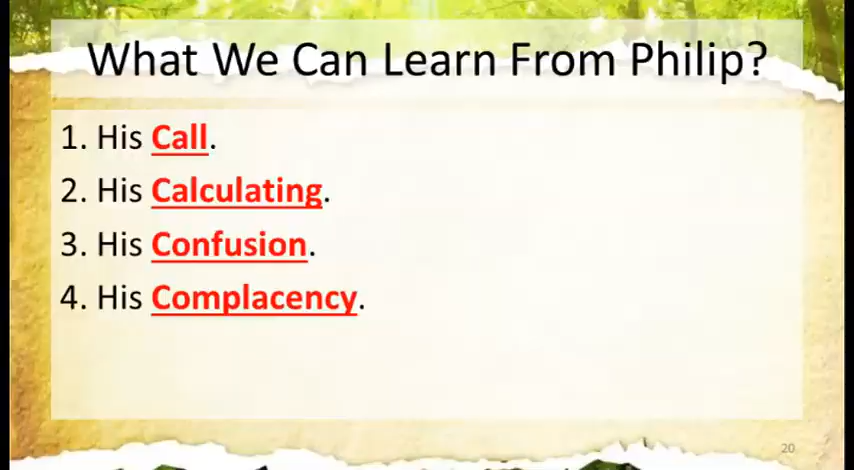 What We Can Learn From Philip?
1. His Call.
2. His Calculating.
3. His Confusion.
4. His Complacency.
20